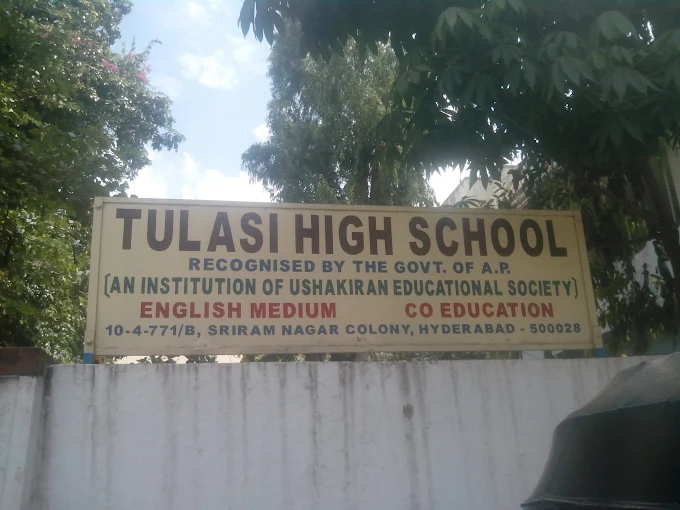 TULASI HIGH SCHOOL
RECOGNISED BY THE GOVT. OF A.P.
(AN INSTITUTION OF USHAKIRAN EDUCATIONAL SOCIETY)
ENGLISH MEDIUM CO EDUCATION
10-4-771/B, SRIRAM NAGAR COLONY, HYDERABAD - 500028